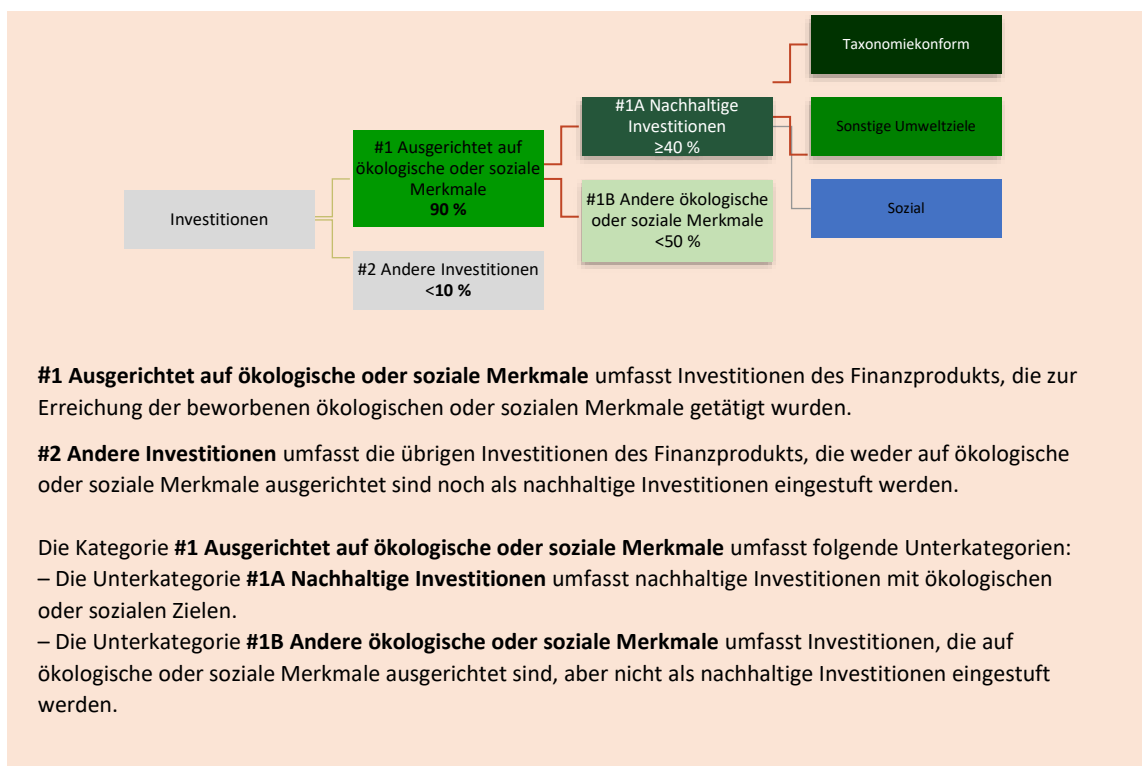 Taxonomiekonform
#1A Nachhaltige
Investitionen
≥40 %
Sonstige Umweltziele
#1 Ausgerichtet auf
ökologische oder soziale
Merkmale
90 %
#1B Andere ökologische
oder soziale Merkmale
<50 %
Sozial
Investitionen
#2 Andere Investitionen
<10 %
#1 Ausgerichtet auf ökologische oder soziale Merkmale umfasst Investitionen des Finanzprodukts, die zur
Erreichung der beworbenen ökologischen oder sozialen Merkmale getätigt wurden.
#2 Andere Investitionen umfasst die übrigen Investitionen des Finanzprodukts, die weder auf ökologische
oder soziale Merkmale ausgerichtet sind noch als nachhaltige Investitionen eingestuft werden.
Die Kategorie #1 Ausgerichtet auf ökologische oder soziale Merkmale umfasst folgende Unterkategorien:
– Die Unterkategorie #1A Nachhaltige Investitionen umfasst nachhaltige Investitionen mit ökologischen
oder sozialen Zielen.
– Die Unterkategorie #1B Andere ökologische oder soziale Merkmale umfasst Investitionen, die auf
ökologische oder soziale Merkmale ausgerichtet sind, aber nicht als nachhaltige Investitionen eingestuft
werden.